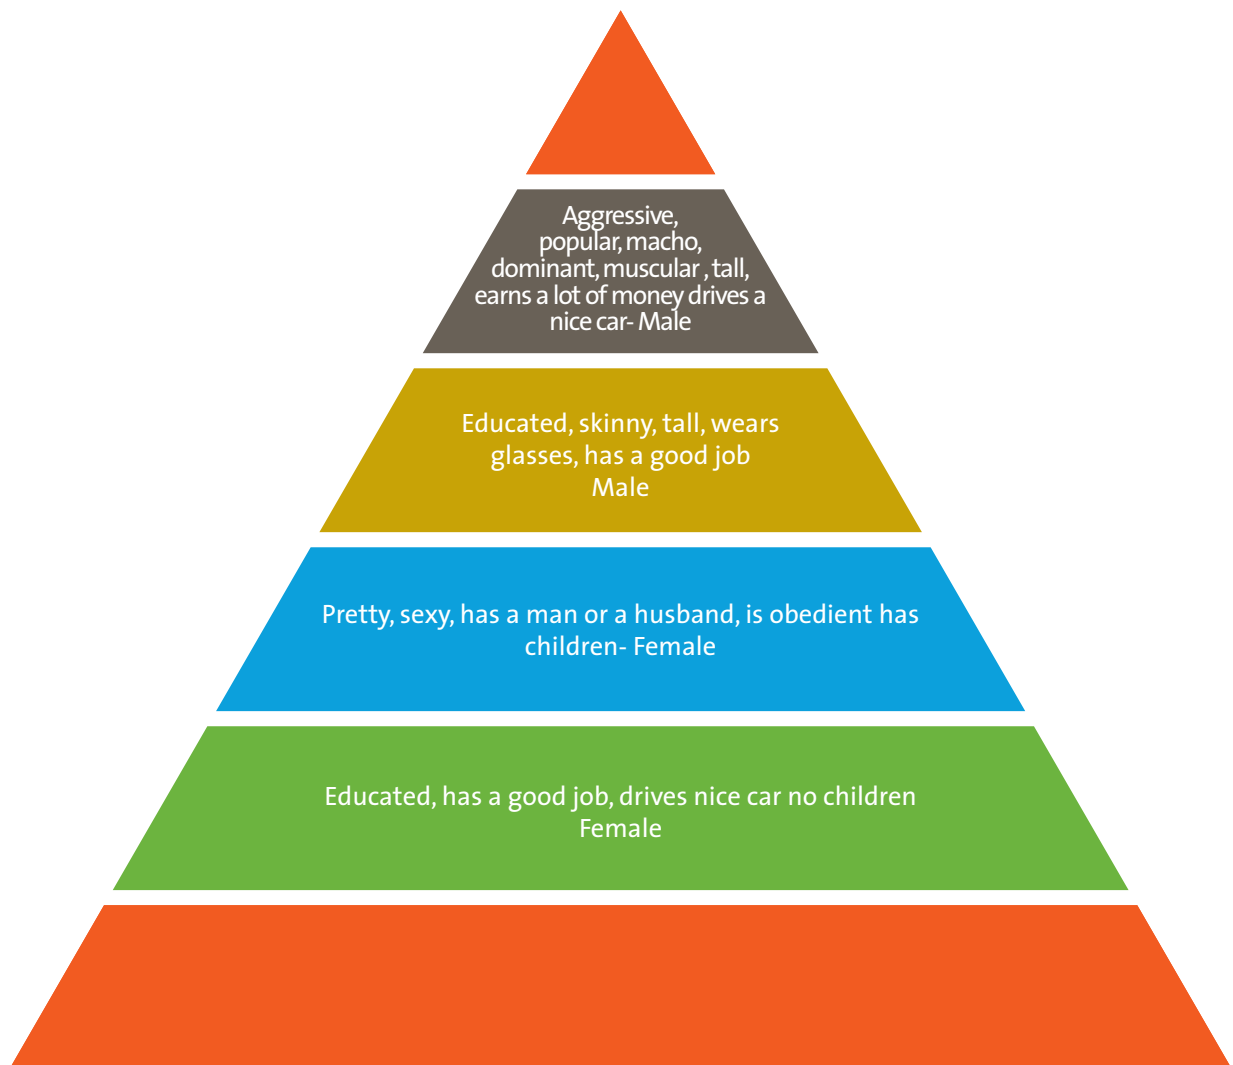 Aggressive,
popular, macho,
dominant, muscular , tall,
earns a lot of money drives a
nice car- Male
Educated, skinny, tall, wears
glasses, has a good job
Male
Pretty, sexy, has a man or a husband, is obedient has
children- Female
Educated, has a good job, drives nice car no children
Female